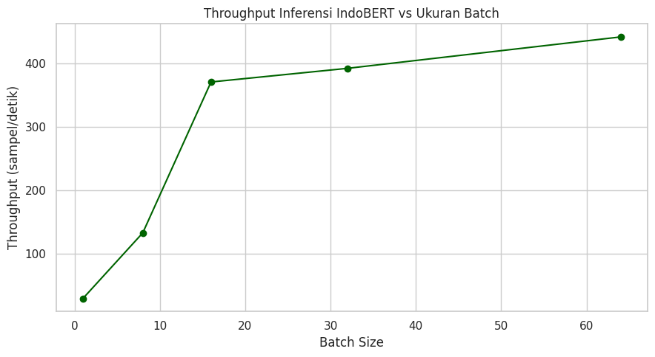 Throughput Inferensi IndoBERT vs Ukuran Batch
Throughput (sampel/detik)
400
300
200
100
0 10 20 30 40 50 60
Batch Size